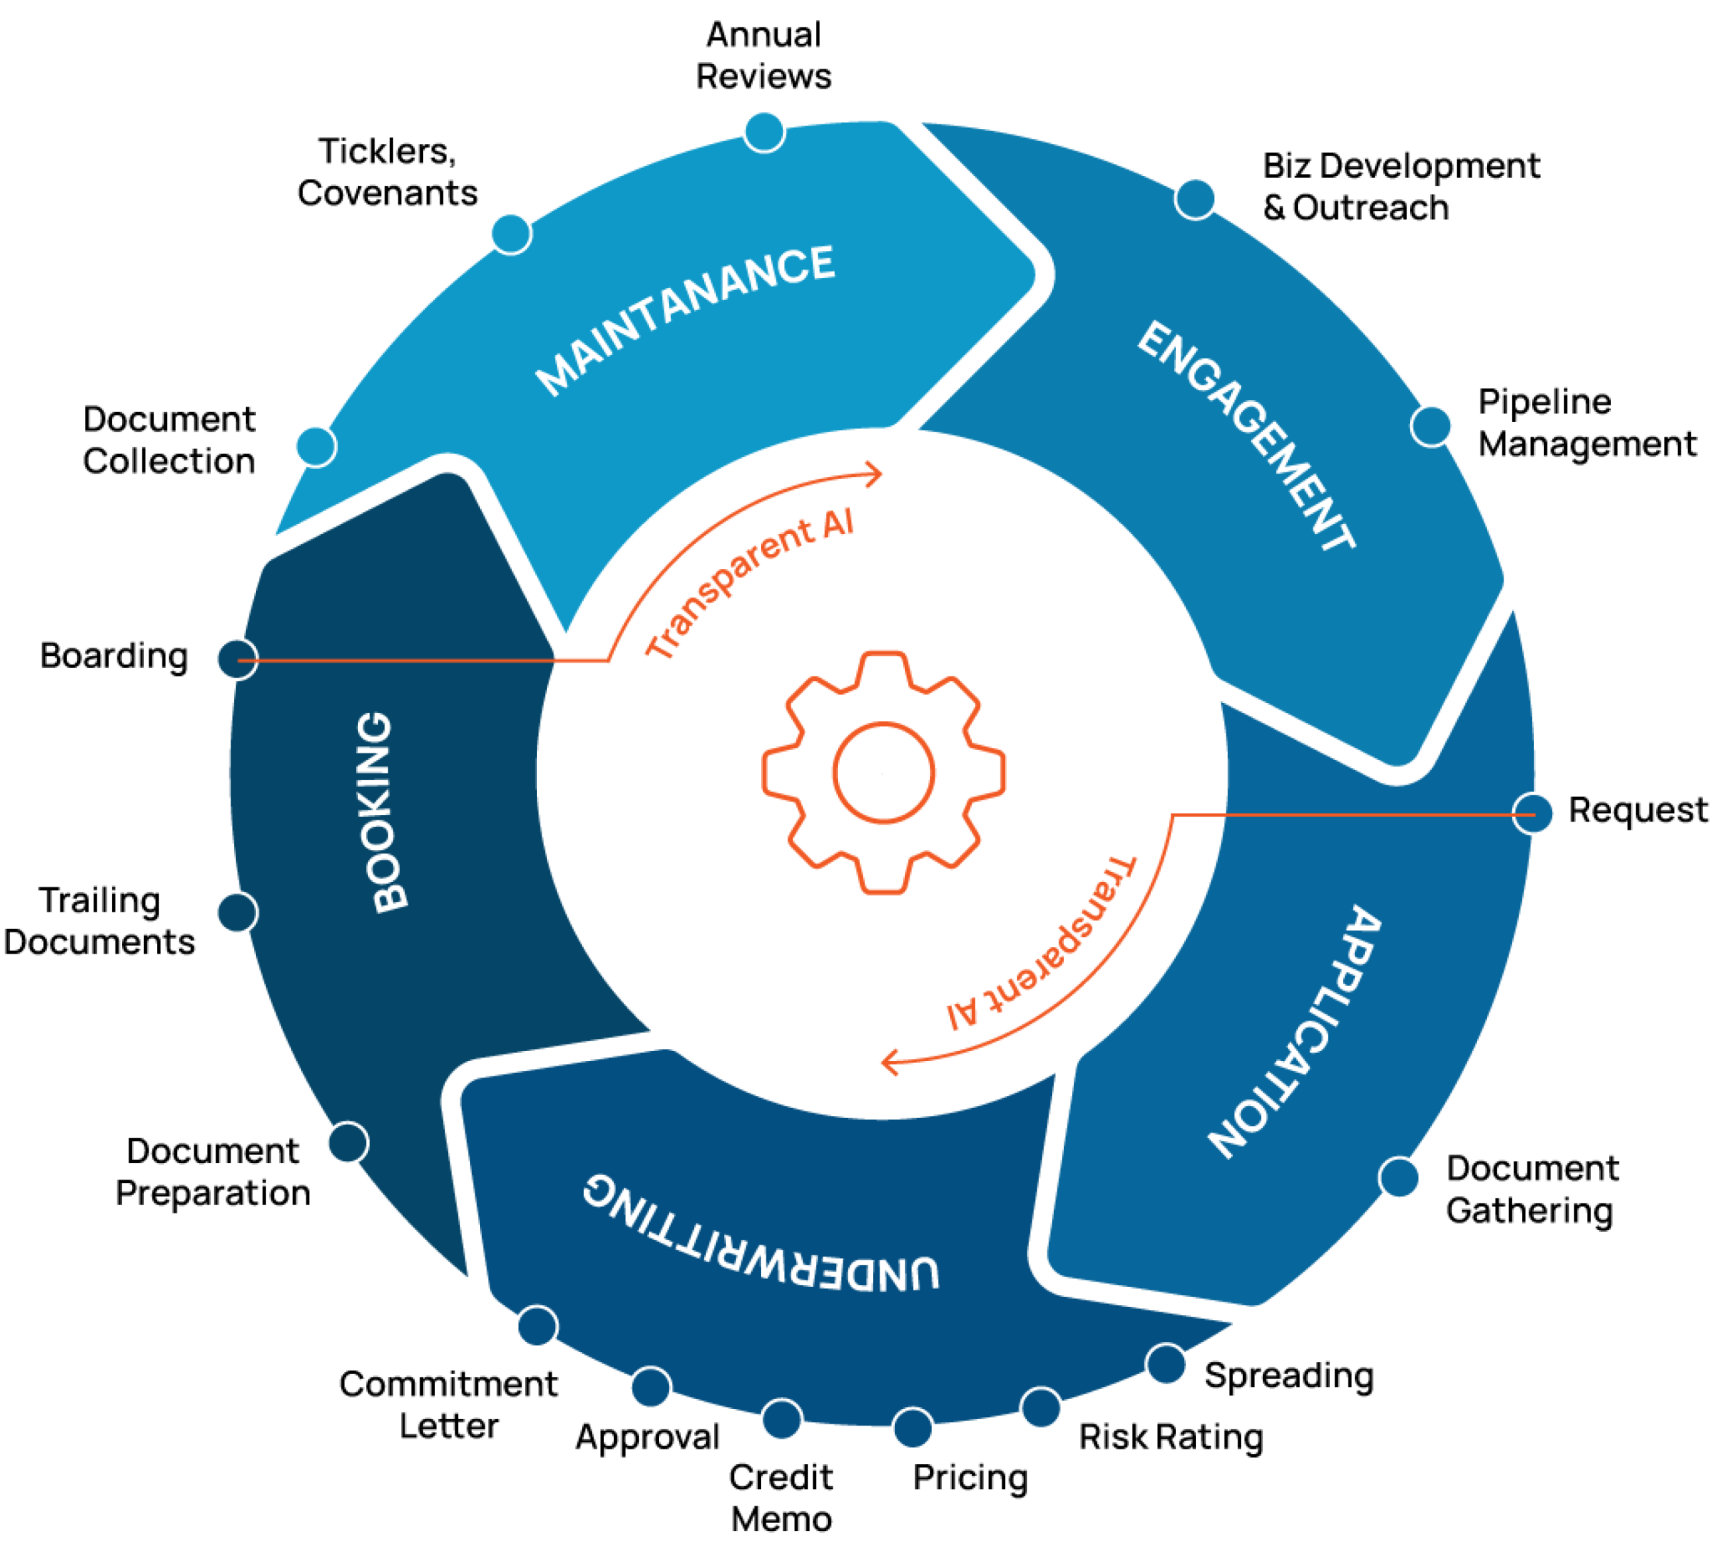 Annual
Reviews
Ticklers,
Covenants
Biz Development
& Outreach
MAINTANANCE
ENGAGEMENT
Document
Collection
Pipeline
Management
Transparent AI
Boarding
BOOKING
Request
Transparent AI
Trailing
Documents
APPLICATION
Document
Preparation
Document
Gathering
UNDERWRITTING
Commitment
Letter
Approval
Credit
Memo
Pricing
Risk Rating
Spreading